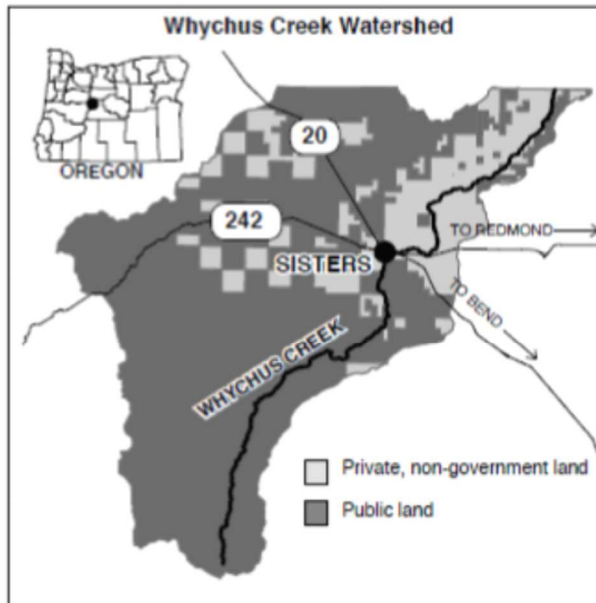 Whychus Creek Watershed
OREGON
20
242
SISTERS
TO REDMOND
TO BEND
WHYCHUS CREEK
Private, non-government land
Public land